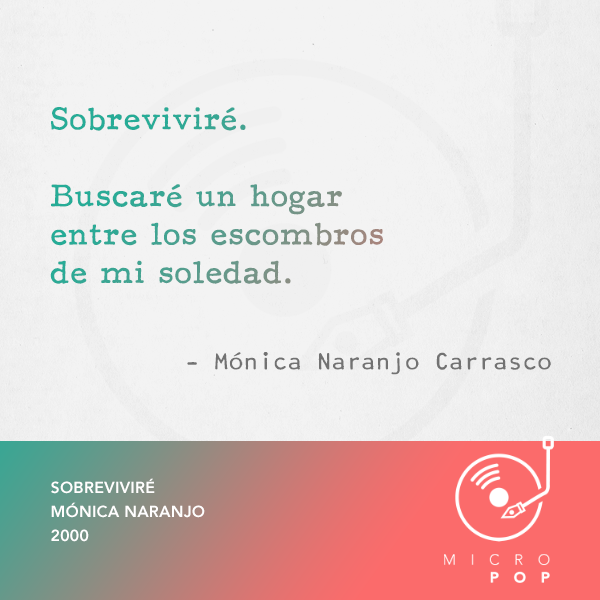 Sobreviviré.
Buscaré un hogar
entre los escombros
de mi soledad.
- Mónica Naranjo Carrasco
SOBREVIVIRÉ
MÓNICA NARANJO
2000
MICRO
POP